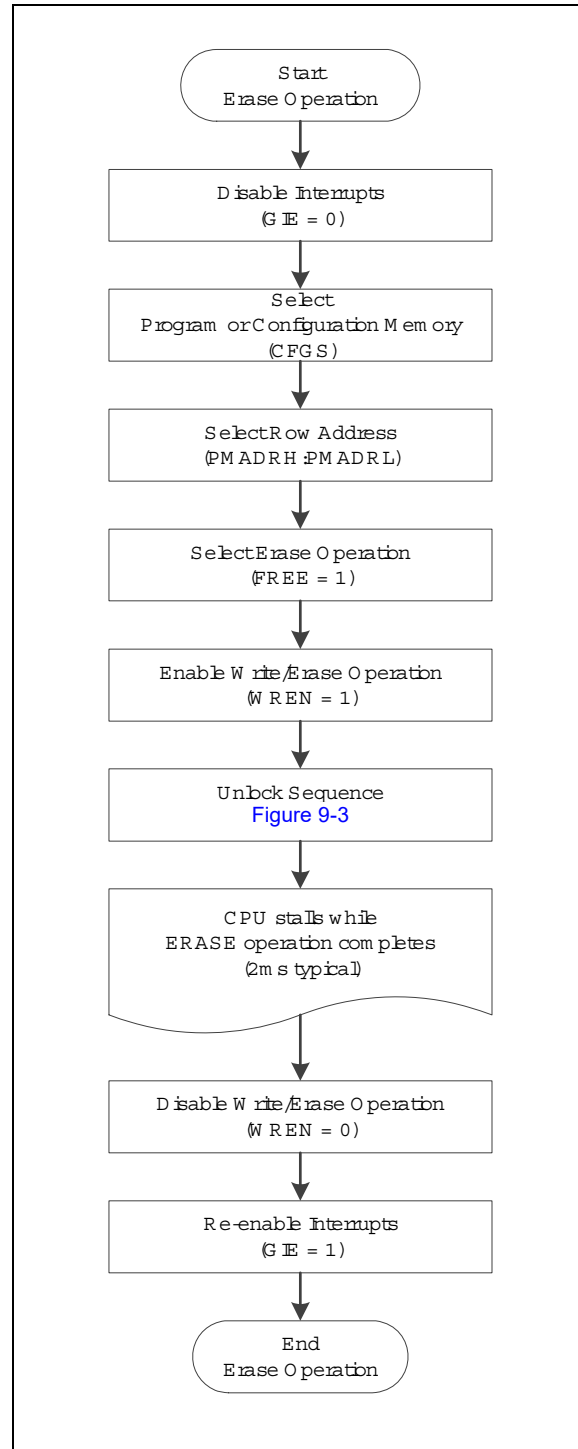 Start
Erase Operation
Disable Interrupts
(GIE = 0)
Select
Program or Configuration Memory
(CFGS)
Select Row Address
(PMADRH:PMADRL)
Select Erase Operation
(FREE = 1)
Enable Write/Erase Operation
(WREN = 1)
Unlock Sequence
Figure 9-3
CPU stalls while
ERASE operation completes
(2ms typical)
Disable Write/Erase Operation
(WREN = 0)
Re-enable Interrupts
(GIE = 1)
End
Erase Operation